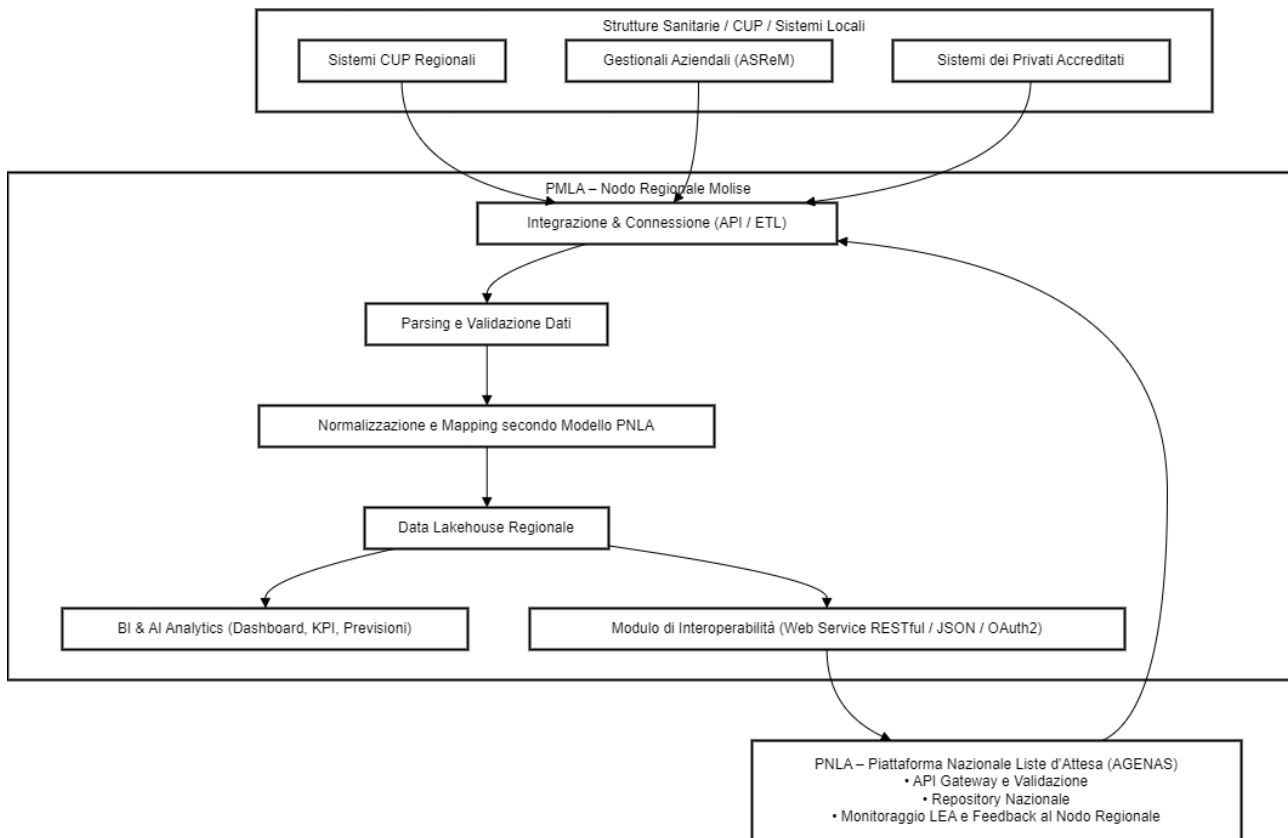 Strutture Sanitarie / CUP / Sistemi Locali
Sistemi CUP Regionali
Gestionali Aziendali (ASReM)
Sistemi dei Privati Accreditati
PMLA – Nodo Regionale Molise
Integrazione & Connessione (API / ETL)
Parsing e Validazione Dati
Normalizzazione e Mapping secondo Modello PNLA
Data Lakehouse Regionale
BI & AI Analytics (Dashboard, KPI, Previsioni)
Modulo di Interoperabilità (Web Service RESTful / JSON / OAuth2)
PNLA – Piattaforma Nazionale Liste d'Attesa (AGENAS)
• API Gateway e Validazione
• Repository Nazionale
• Monitoraggio LEA e Feedback al Nodo Regionale